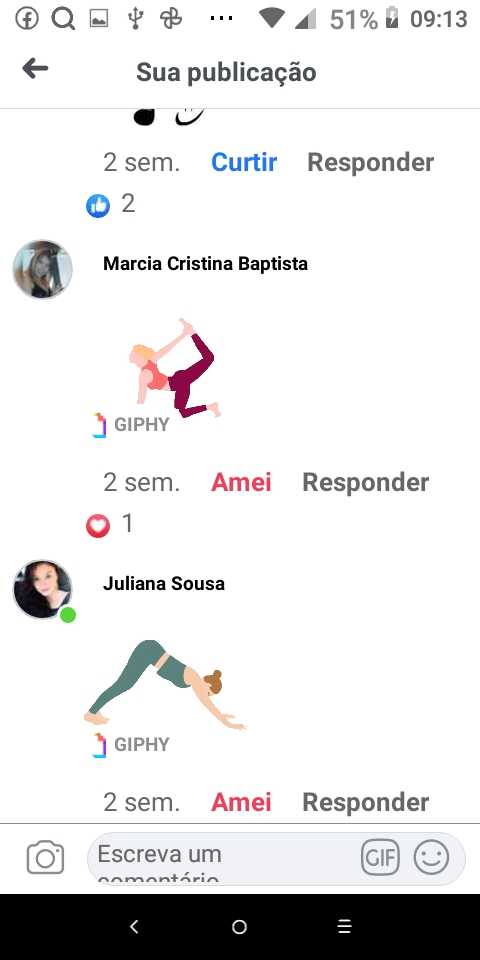 51% 09:13
Sua publicação
2 sem. Curtir Responder
2
Marcia Cristina Baptista
GIPHY
2 sem. Amei Responder
1
Juliana Sousa
GIPHY
2 sem. Amei Responder
Escreva um
comentário
GIF